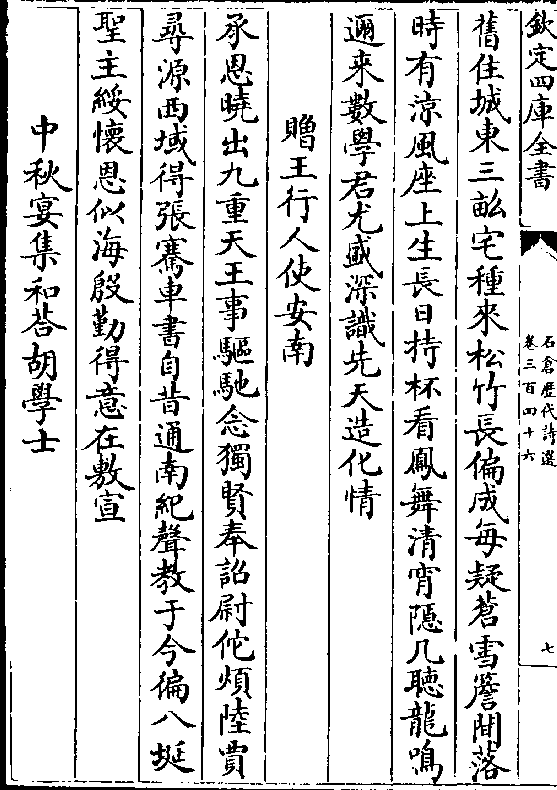 欽定四庫全書
石倉歷代詩選
卷三百四十六
七
舊住城東三畝宅種來松竹長偏成每疑蒼雪簷間落
時有涼風座上生長日持杯看鳳舞清宵隱几聽龍鳴
邇來數學君尤盛深識先天造化情
贈王行人使安南
承恩曉出九重天王事驅馳念獨賢奉詔尉佗煩陸賈
尋源西域得張騫車書自昔通南紀聲教于今徧八埏
聖主綏懷恩似海殷勤得意在敷宣
中秋宴集和荅胡學士